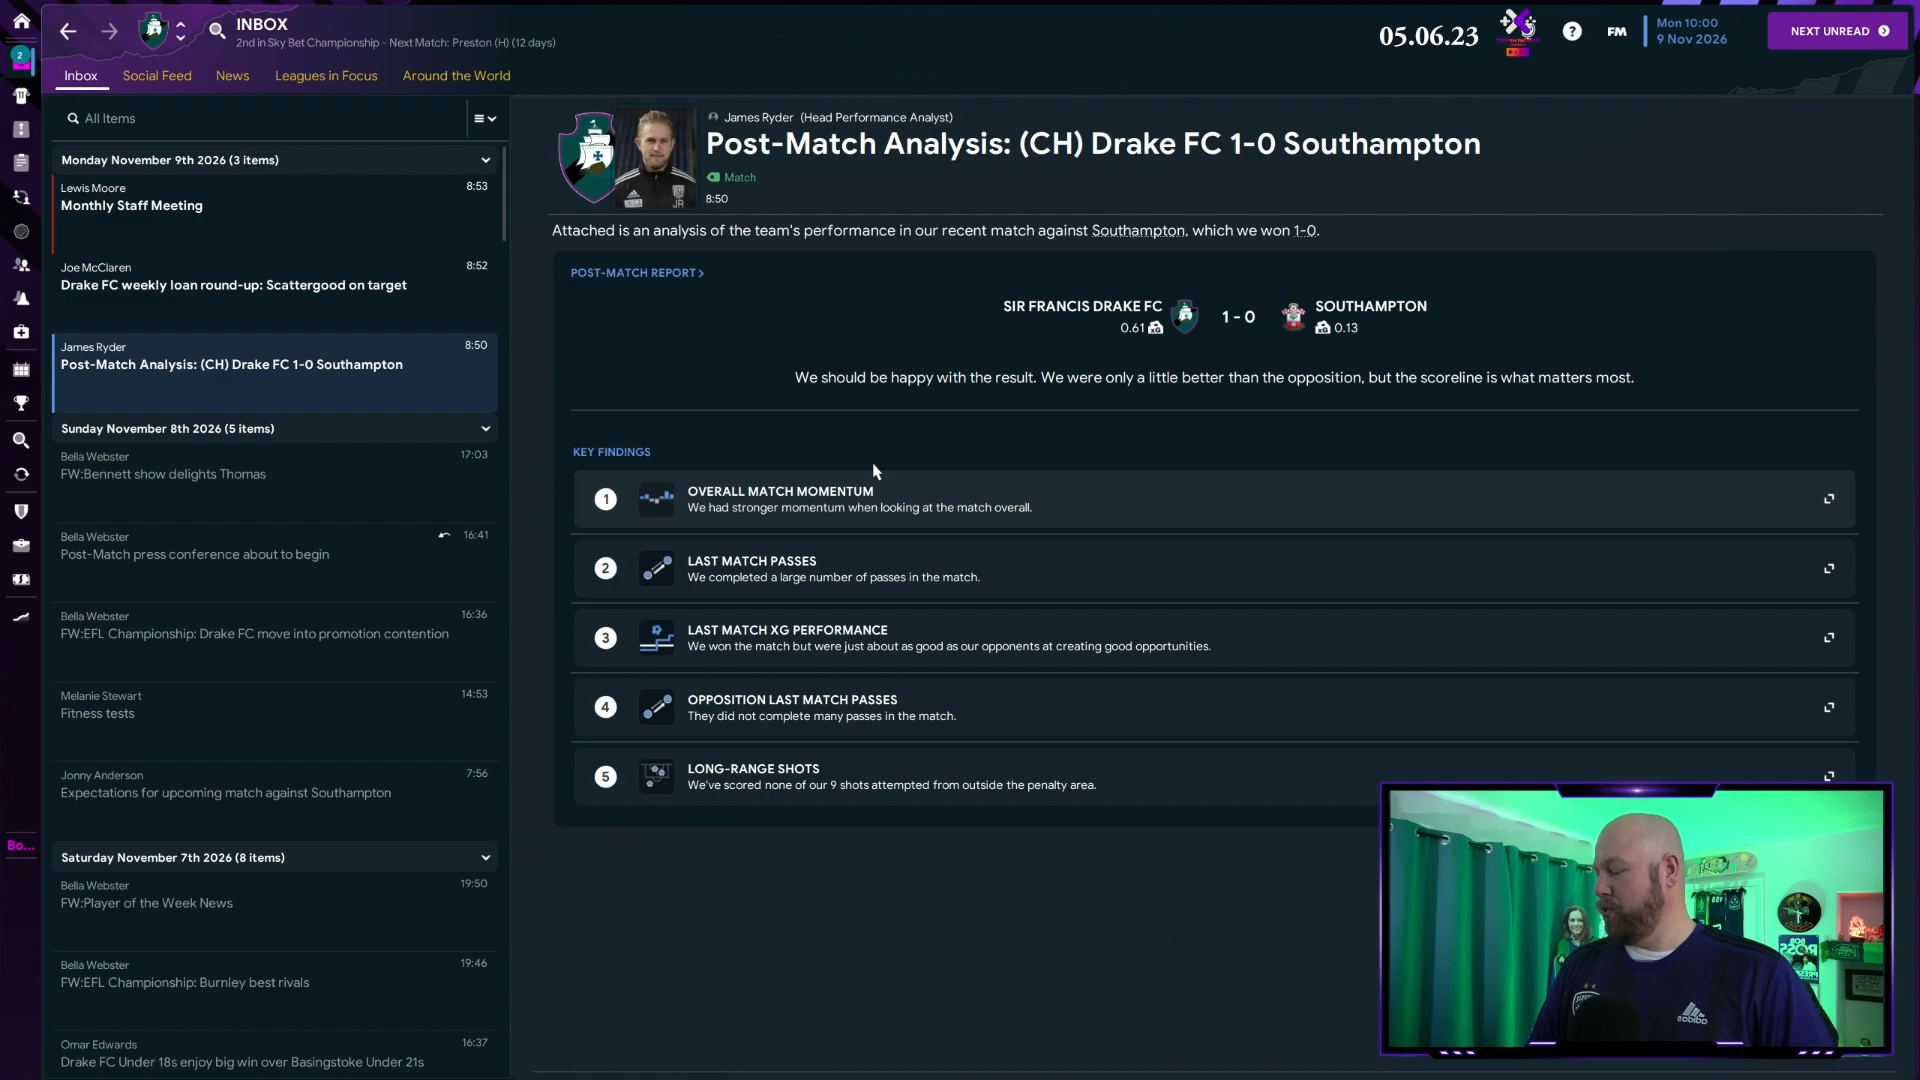 INBOX
2nd in Sky Bet Championship - Next Match: Preston (H) (12 days)
05.06.23
FM
Mon 10:00
9 Nov 2026
NEXT UNREAD
2
Inbox
Social Feed
News
Leagues in Focus
Around the World
All Items
Monday November 9th 2026 (3 items)
Lewis Moore
8:53
Monthly Staff Meeting
Joe McClaren
8:52
Drake FC weekly loan round-up: Scattergood on target
James Ryder
8:50
Post-Match Analysis: (CH) Drake FC 1-0 Southampton
Sunday November 8th 2026 (5 items)
Bella Webster
17:03
FW:Bennett show delights Thomas
Bella Webster
16:41
Post-Match press conference about to begin
Bella Webster
16:36
FW:EFL Championship: Drake FC move into promotion contention
Melanie Stewart
14:53
Fitness tests
Jonny Anderson
7:56
Expectations for upcoming match against Southampton
Saturday November 7th 2026 (8 items)
Bella Webster
19:50
FW:Player of the Week News
Bella Webster
19:46
FW:EFL Championship: Burnley best rivals
Omar Edwards
16:37
Drake FC Under 18s enjoy big win over Basingstoke Under 21s
Bo...
James Ryder (Head Performance Analyst)
Post-Match Analysis: (CH) Drake FC 1-0 Southampton
Match
8:50
JR
Attached is an analysis of the team's performance in our recent match against Southampton, which we won 1-0.
POST-MATCH REPORT
SIR FRANCIS DRAKE FC
0.61 xG
1 - 0
SOUTHAMPTON
xG 0.13
We should be happy with the result. We were only a little better than the opposition, but the scoreline is what matters most.
KEY FINDINGS
1
OVERALL MATCH MOMENTUM
We had stronger momentum when looking at the match overall.
2
LAST MATCH PASSES
We completed a large number of passes in the match.
3
LAST MATCH XG PERFORMANCE
We won the match but were just about as good as our opponents at creating good opportunities.
4
OPPOSITION LAST MATCH PASSES
They did not complete many passes in the match.
5
LONG-RANGE SHOTS
We've scored none of our 9 shots attempted from outside the penalty area.
adidas